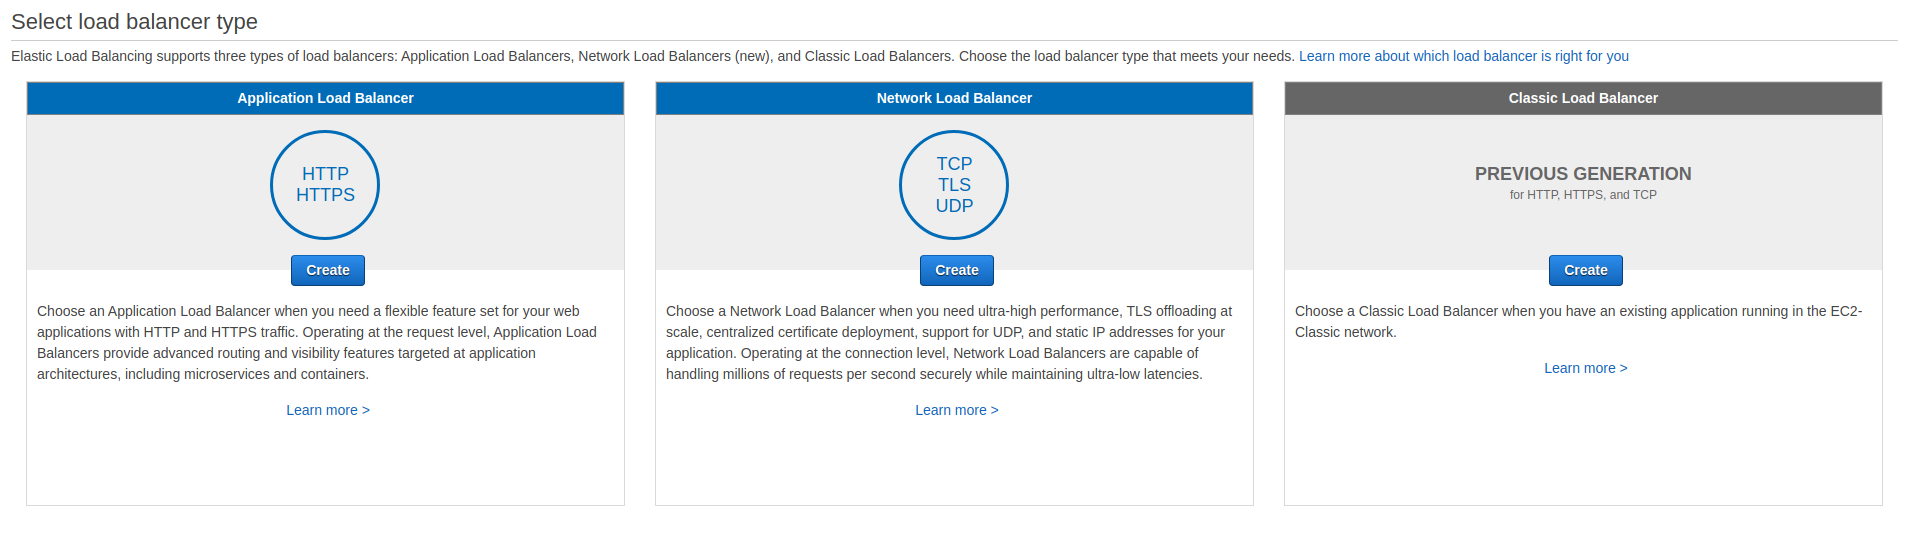 Select load balancer type
Elastic Load Balancing supports three types of load balancers: Application Load Balancers, Network Load Balancers (new), and Classic Load Balancers. Choose the load balancer type that meets your needs. Learn more about which load balancer is right for you
Application Load Balancer
HTTP
HTTPS
Create
Choose an Application Load Balancer when you need a flexible feature set for your web
applications with HTTP and HTTPS traffic. Operating at the request level, Application Load
Balancers provide advanced routing and visibility features targeted at application
architectures, including microservices and containers.
Learn more >
Network Load Balancer
TCP
TLS
UDP
Create
Choose a Network Load Balancer when you need ultra-high performance, TLS offloading at
scale, centralized certificate deployment, support for UDP, and static IP addresses for your
application. Operating at the connection level, Network Load Balancers are capable of
handling millions of requests per second securely while maintaining ultra-low latencies.
Learn more >
Classic Load Balancer
PREVIOUS GENERATION
for HTTP, HTTPS, and TCP
Create
Choose a Classic Load Balancer when you have an existing application running in the EC2-
Classic network.
Learn more >